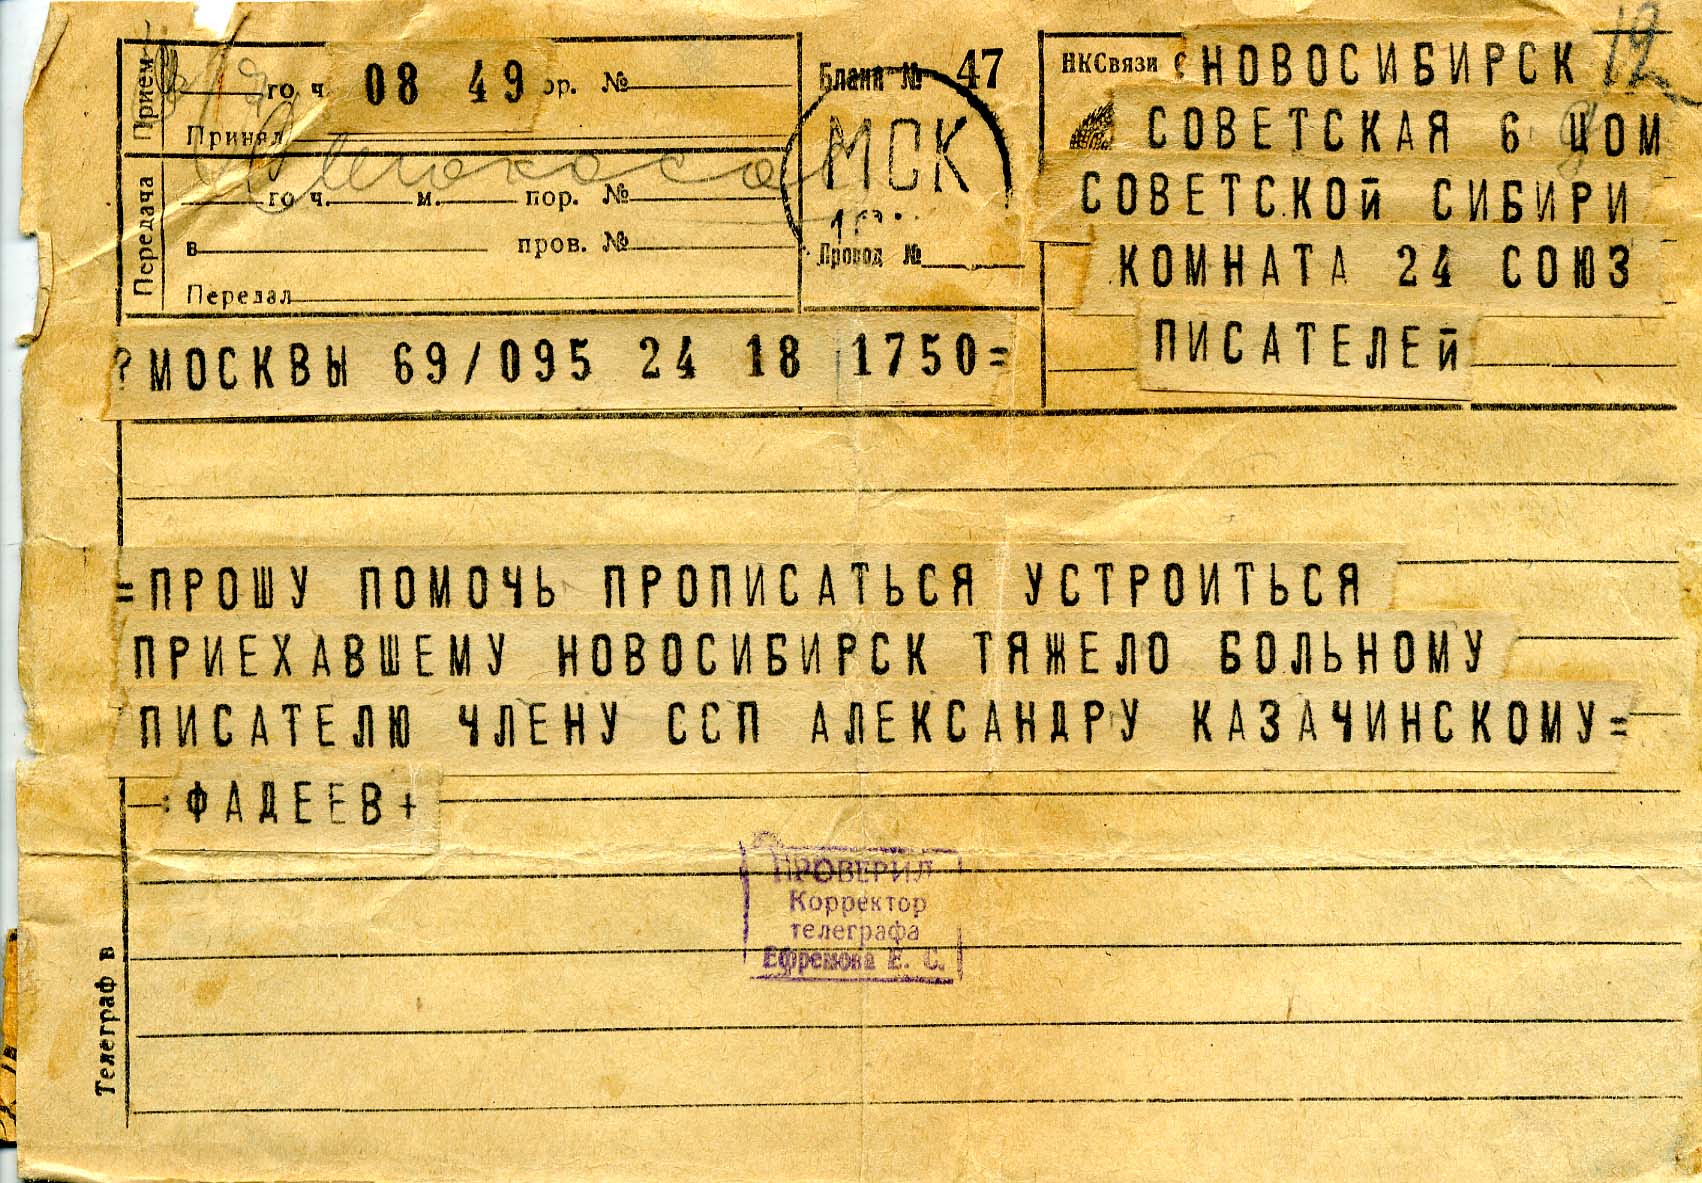 Прием
го ч. 08 49 ор. №
Принял
Передача
го ч. м. пор. №
в пров. №
Передал
Бланк № 47
МСК
Провод №
НКСвязи
НОВОСИБИРСК
12
СОВЕТСКАЯ 6 ДОМ
СОВЕТСКОЙ СИБИРИ
КОМНАТА 24 СОЮЗ
ПИСАТЕЛЕЙ
?МОСКВЫ 69/095 24 18 1750=
=ПРОШУ ПОМОЧЬ ПРОПИСАТЬСЯ УСТРОИТЬСЯ
ПРИЕХАВШЕМУ НОВОСИБИРСК ТЯЖЕЛО БОЛЬНОМУ
ПИСАТЕЛЮ ЧЛЕНУ ССП АЛЕКСАНДРУ КАЗАЧИНСКОМУ=
:ФАДЕЕВ+
ПРОВЕРИЛ
Корректор
телеграфа
Ефремова Е. С.
Телеграф в